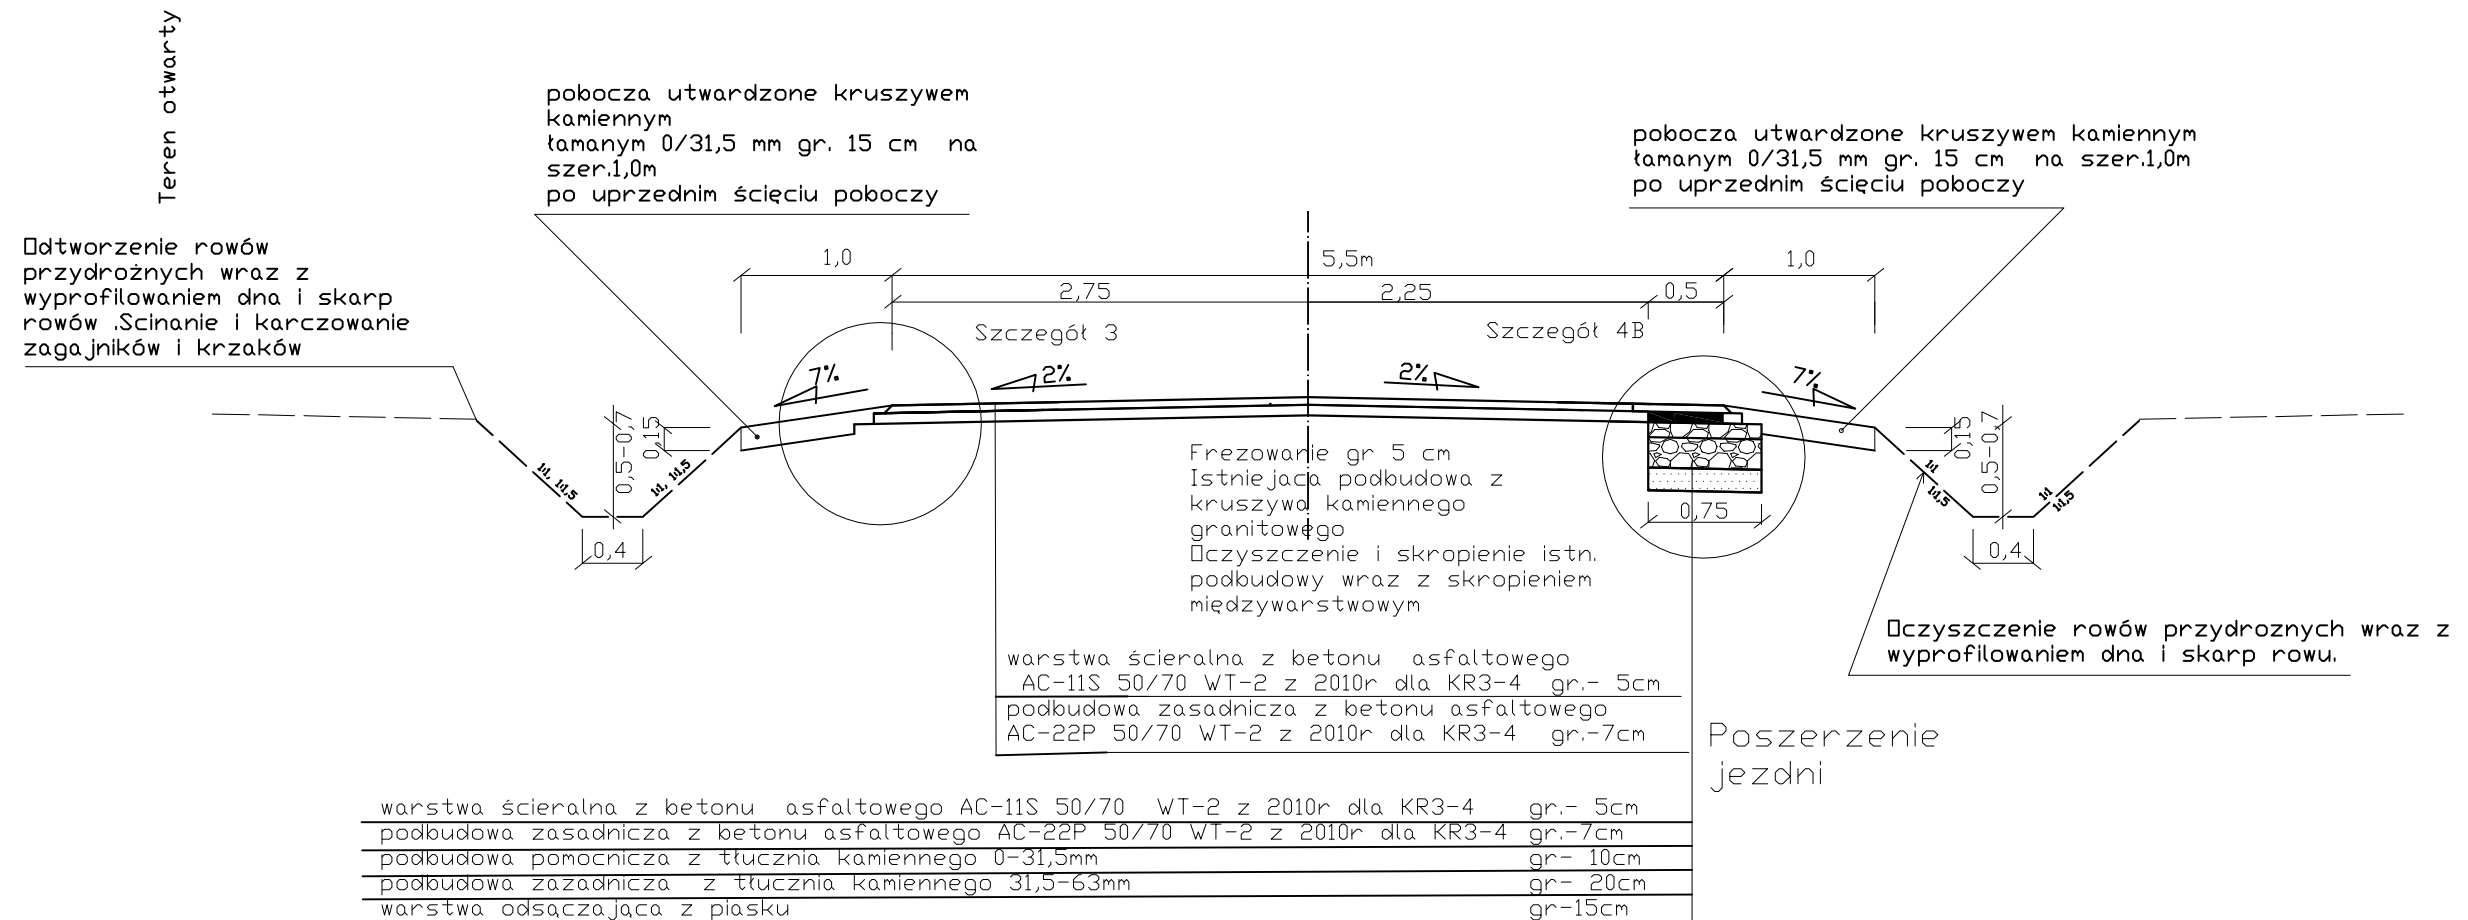 Teren otwarty
pobocza utwardzone kruszywem
kamiennym
łamanym 0/31,5 mm gr. 15 cm na
szer.1,0m
po uprzednim ścięciu poboczy
pobocza utwardzone kruszywem kamiennym
łamanym 0/31,5 mm gr. 15 cm na szer.1,0m
po uprzednim ścięciu poboczy
Odtworzenie rowów
przydrożnych wraz z
wyprofilowaniem dna i skarp
rowów .Scinanie i karczowanie
zagajników i krzaków
1,0
5,5m
1,0
2,75
2,25
0,5
Szczegół 3
Szczegół 4B
7%
2%
2%
7%
0,5-0,7
0,15
0,15
0,5-0,7
1:1, 1:1,5
1:1, 1:1,5
1:1
1:1,5
1:1
1:1,5
0,4
0,75
0,4
Frezowanie gr 5 cm
Istniejaca podbudowa z
kruszywa kamiennego
granitowego
Oczyszczenie i skropienie istn.
podbudowy wraz z skropieniem
międzywarstwowym
Oczyszczenie rowów przydroznych wraz z
wyprofilowaniem dna i skarp rowu.
warstwa ścieralna z betonu asfaltowego
AC-11S 50/70 WT-2 z 2010r dla KR3-4 gr.- 5cm
podbudowa zasadnicza z betonu asfaltowego
AC-22P 50/70 WT-2 z 2010r dla KR3-4 gr.-7cm
Poszerzenie
jezdni
warstwa ścieralna z betonu asfaltowego AC-11S 50/70 WT-2 z 2010r dla KR3-4 gr.- 5cm
podbudowa zasadnicza z betonu asfaltowego AC-22P 50/70 WT-2 z 2010r dla KR3-4 gr.-7cm
podbudowa pomocnicza z tłucznia kamiennego 0-31,5mm gr- 10cm
podbudowa zazadnicza z tłucznia kamiennego 31,5-63mm gr- 20cm
warstwa odsączająca z piasku gr-15cm